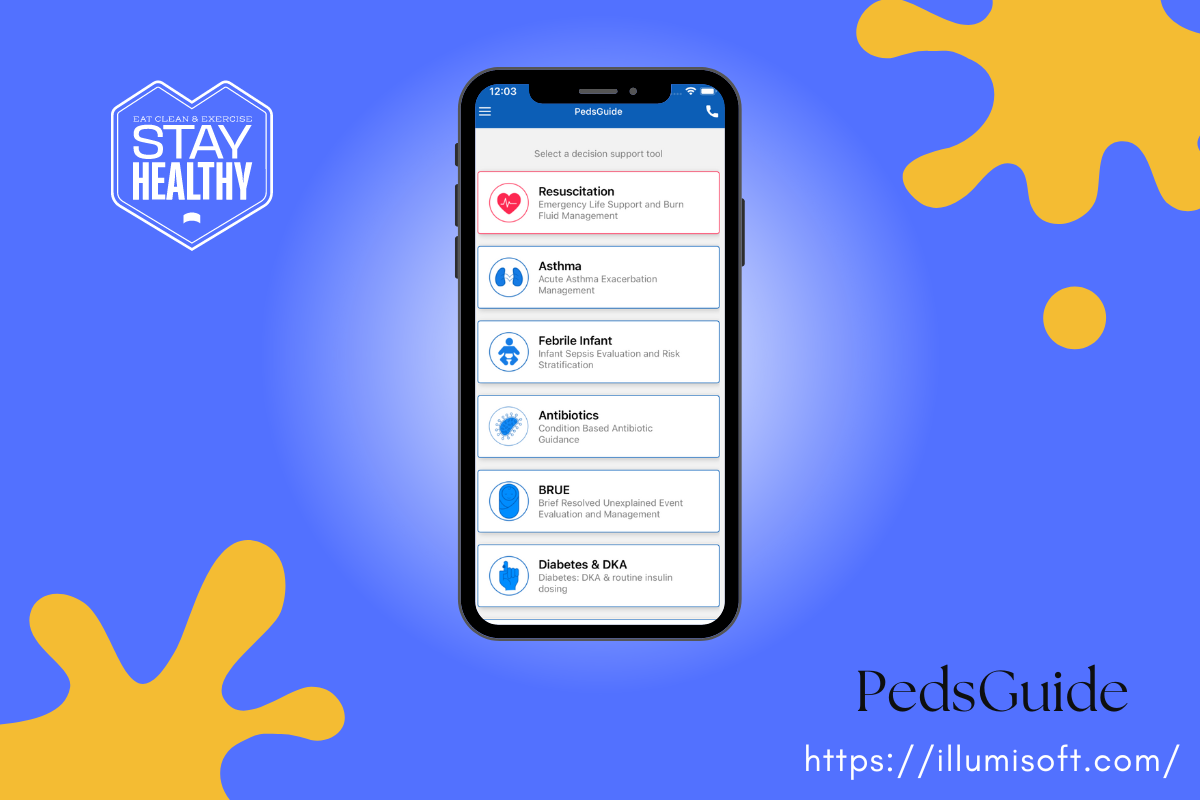 EAT CLEAN & EXERCISE
STAY
HEALTHY
12:03
PedsGuide
Select a decision support tool
Resuscitation
Emergency Life Support and Burn
Fluid Management
Asthma
Acute Asthma Exacerbation
Management
Febrile Infant
Infant Sepsis Evaluation and Risk
Stratification
Antibiotics
Condition Based Antibiotic
Guidance
BRUE
Brief Resolved Unexplained Event
Evaluation and Management
Diabetes & DKA
Diabetes: DKA & routine insulin
dosing
PedsGuide
https://illumisoft.com/